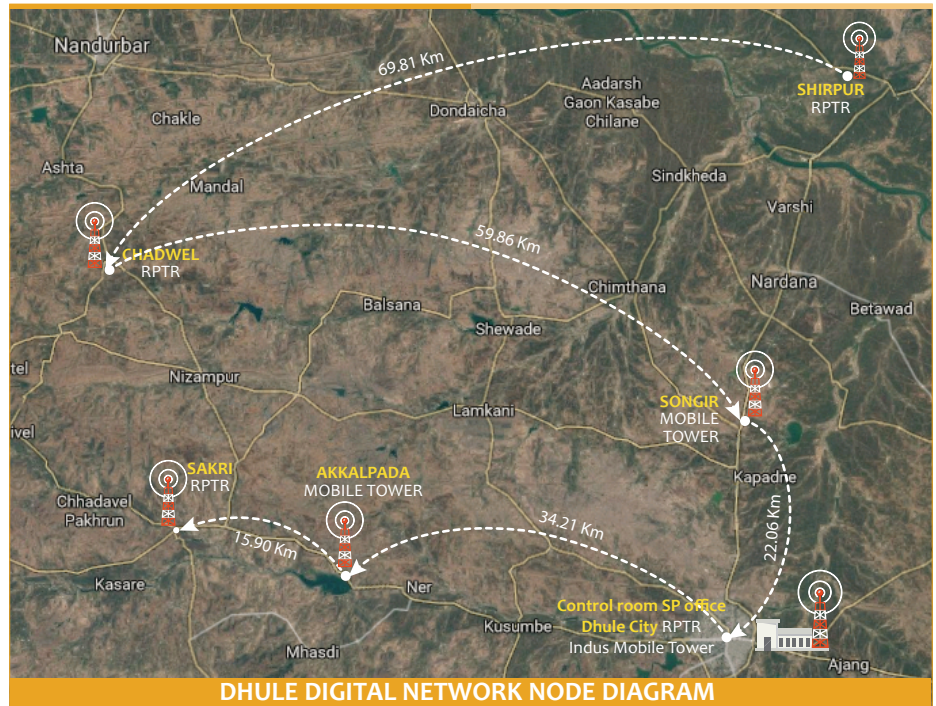 Nandurbar
69.81 Km
SHIRPUR
RPTR
Aadarsh
Gaon Kasabe
Chilane
Dondaicha
Chakle
Ashta
Mandal
Sindkheda
Varshi
CHADWEL
RPTR
59.86 Km
Chimthana
Nardana
Betawad
Balsana
Shewade
tel
Nizampur
Lamkani
SONGIR
MOBILE
TOWER
ivel
SAKRI
RPTR
AKKALPADA
MOBILE TOWER
Kapadne
Chhadavel
Pakhrun
15.90 Km
34.21 Km
22.06 Km
Kasare
Ner
Control room SP office
Dhule City RPTR
Indus Mobile Tower
Kusumbe
Mhasdi
Ajang
DHULE DIGITAL NETWORK NODE DIAGRAM